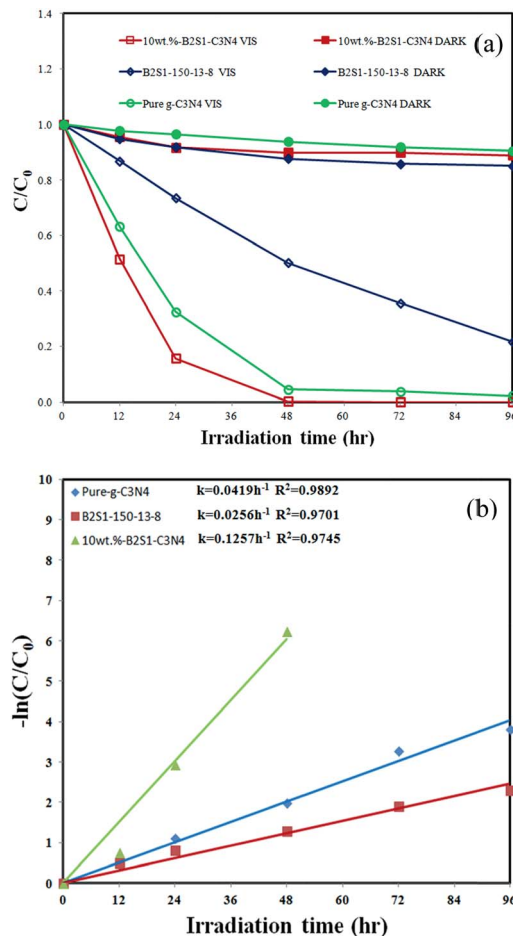 10wt.%-B2S1-C3N4 VIS 10wt.%-B2S1-C3N4 DARK (a)
B2S1-150-13-8 VIS B2S1-150-13-8 DARK
Pure g-C3N4 VIS Pure g-C3N4 DARK
C/C0
1.4
1.2
1.0
0.8
0.6
0.4
0.2
0.0
0 12 24 36 48 60 72 84 96
Irradiation time (hr)
Pure-g-C3N4 k=0.0419h-1 R2=0.9892 (b)
B2S1-150-13-8 k=0.0256h-1 R2=0.9701
10wt.%-B2S1-C3N4 k=0.1257h-1 R2=0.9745
-ln(C/C0)
10
9
8
7
6
5
4
3
2
1
0
0 12 24 36 48 60 72 84 96
Irradiation time (hr)